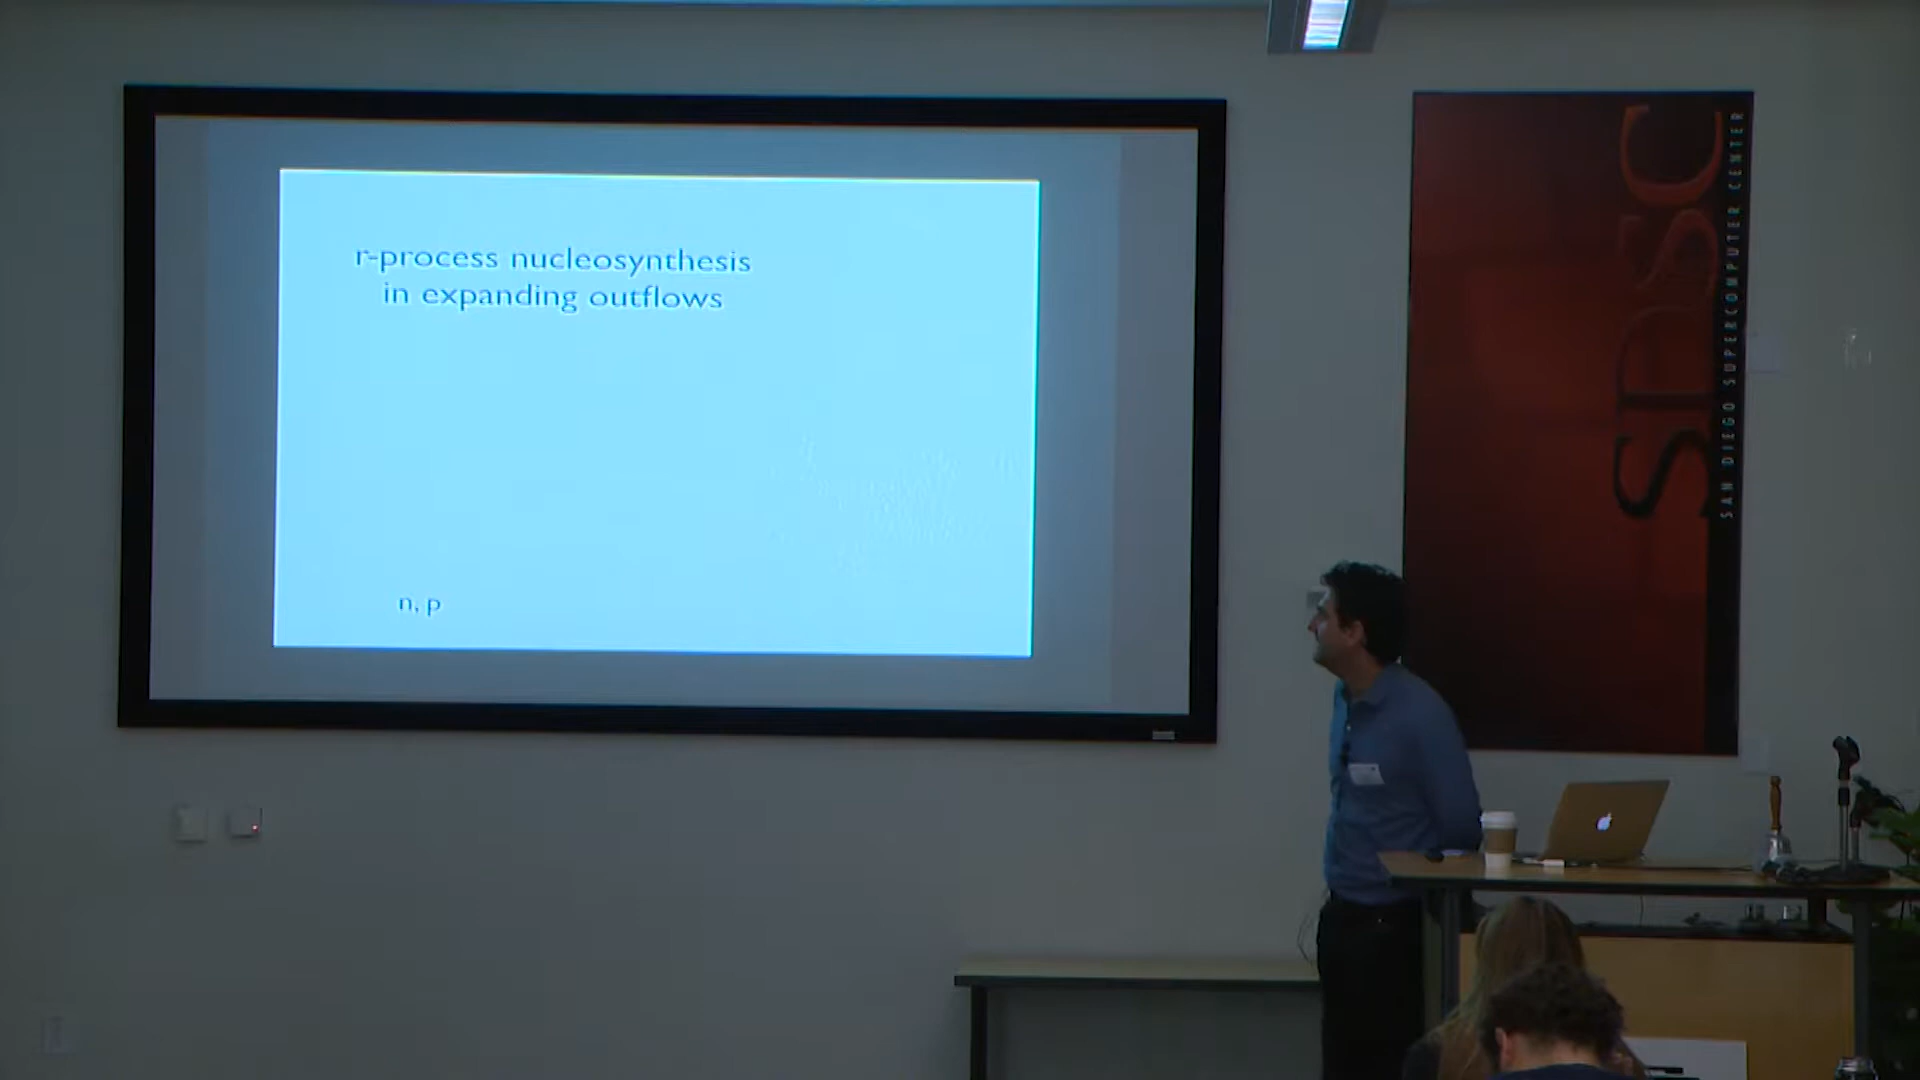 r-process nucleosynthesis
in expanding outflows
n, p
SDSC
SAN DIEGO SUPERCOMPUTER CENTER